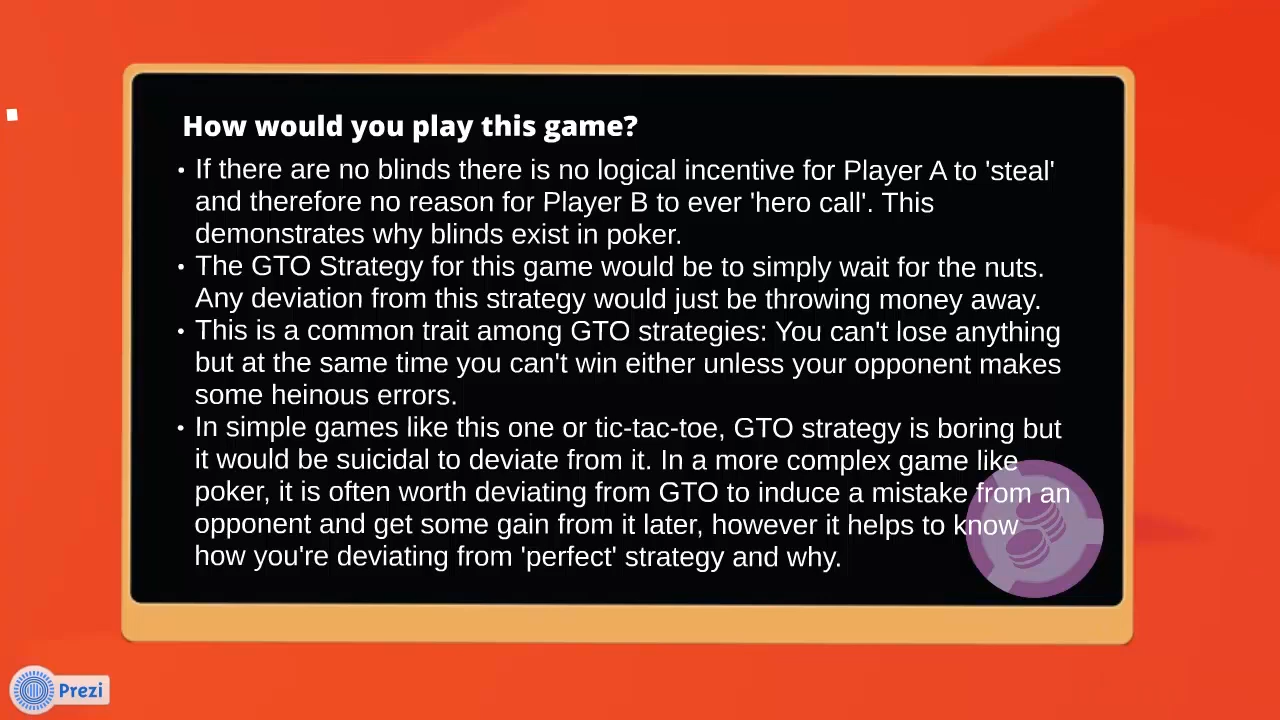 How would you play this game?
• If there are no blinds there is no logical incentive for Player A to 'steal'
and therefore no reason for Player B to ever 'hero call'. This
demonstrates why blinds exist in poker.
• The GTO Strategy for this game would be to simply wait for the nuts.
Any deviation from this strategy would just be throwing money away.
• This is a common trait among GTO strategies: You can't lose anything
but at the same time you can't win either unless your opponent makes
some heinous errors.
• In simple games like this one or tic-tac-toe, GTO strategy is boring but
it would be suicidal to deviate from it. In a more complex game like
poker, it is often worth deviating from GTO to induce a mistake from an
opponent and get some gain from it later, however it helps to know
how you're deviating from 'perfect' strategy and why.
Prezi